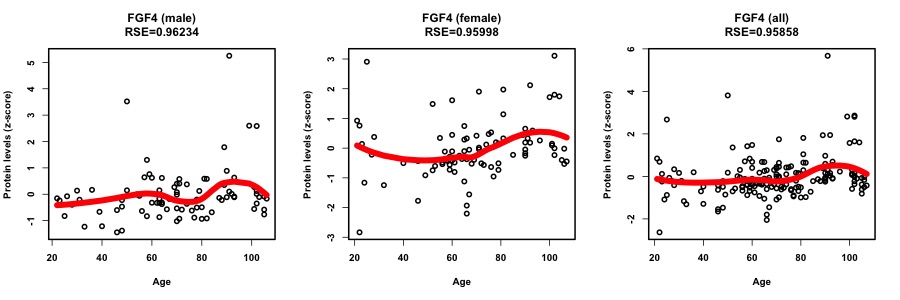 FGF4 (male)
RSE=0.96234
Protein levels (z-score)
5
4
3
2
1
0
-1
20 40 60 80 100
Age
FGF4 (female)
RSE=0.95998
Protein levels (z-score)
3
2
1
0
-1
-2
-3
20 40 60 80 100
Age
FGF4 (all)
RSE=0.95858
Protein levels (z-score)
6
4
2
0
-2
20 40 60 80 100
Age